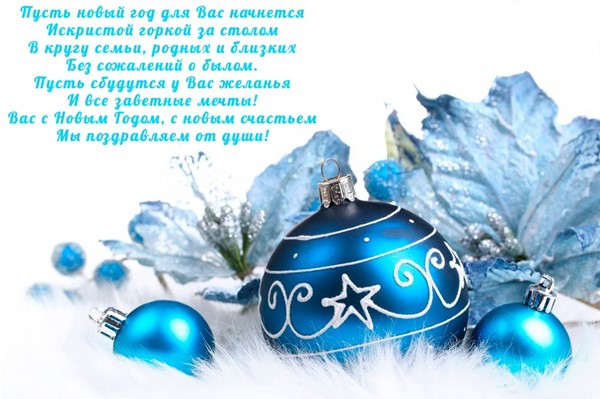 Пусть новый год для Вас начнется
Искристой горкой за столом
В кругу семьи, родных и близких
Без сожалений о былом.
Пусть сбудутся у Вас желанья
И все заветные мечты!
Вас с Новым Годом, с новым счастьем
Мы поздравляем от души!